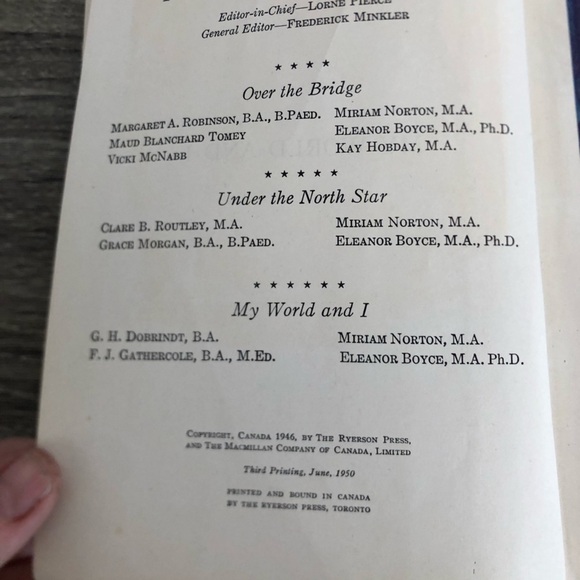 Editor-in-Chief—Lorne Pierce
General Editor—Frederick Minkler
★ ★ ★ ★
Over the Bridge
Margaret A. Robinson, B.A., B.Paed.
Maud Blanchard Tomey
Vicki McNabb
Miriam Norton, M.A.
Eleanor Boyce, M.A., Ph.D.
Kay Hobday, M.A.
★ ★ ★ ★ ★
Under the North Star
Clare B. Routley, M.A.
Grace Morgan, B.A., B.Paed.
Miriam Norton, M.A.
Eleanor Boyce, M.A., Ph.D.
★ ★ ★ ★ ★ ★
My World and I
G. H. Dobrindt, B.A.
F. J. Gathercole, B.A., M.Ed.
Miriam Norton, M.A.
Eleanor Boyce, M.A. Ph.D.
Copyright, Canada 1946, by The Ryerson Press,
and The Macmillan Company of Canada, Limited
Third Printing, June, 1950
Printed and bound in Canada
by The Ryerson Press, Toronto